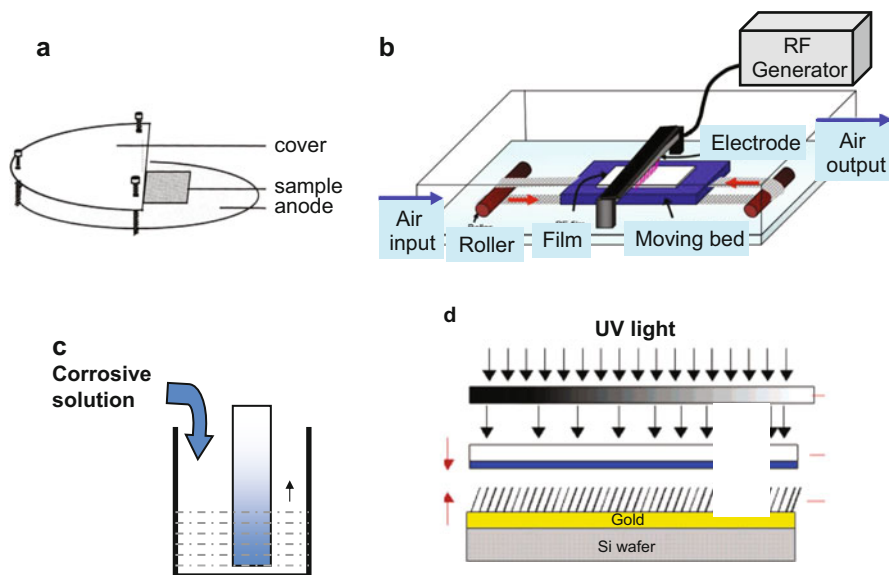 a
cover
sample
anode
b
RF
Generator
Electrode
Air
output
Air
input
Roller
Film
Moving bed
c
Corrosive
solution
d
UV light
Gold
Si wafer